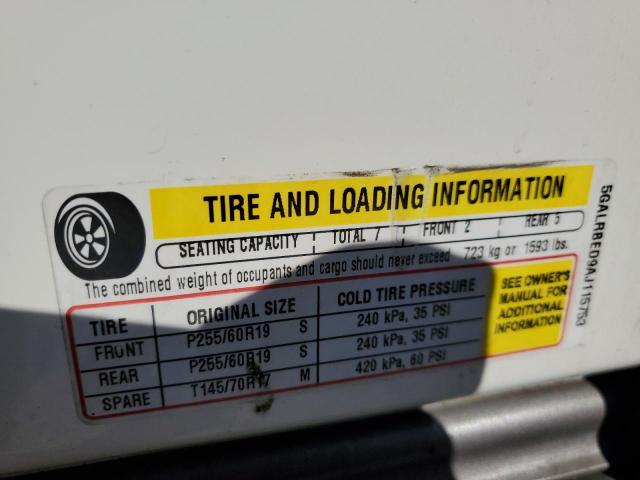 TIRE AND LOADING INFORMATION
SEATING CAPACITY TOTAL 7 FRONT 2 REAR 5
The combined weight of occupants and cargo should never exceed 723 kg or 1593 lbs.
TIRE ORIGINAL SIZE COLD TIRE PRESSURE
FRONT P255/60R19 S 240 kPa, 35 PSI
REAR P255/60R19 S 240 kPa, 35 PSI
SPARE T145/70R17 M 420 kPa, 60 PSI
SEE OWNER'S
MANUAL FOR
ADDITIONAL
INFORMATION
5GALRBED9AJ115753